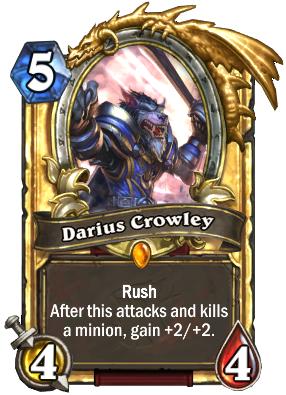 5
Darius Crowley
Rush
After this attacks and kills
a minion, gain +2/+2.
4
4